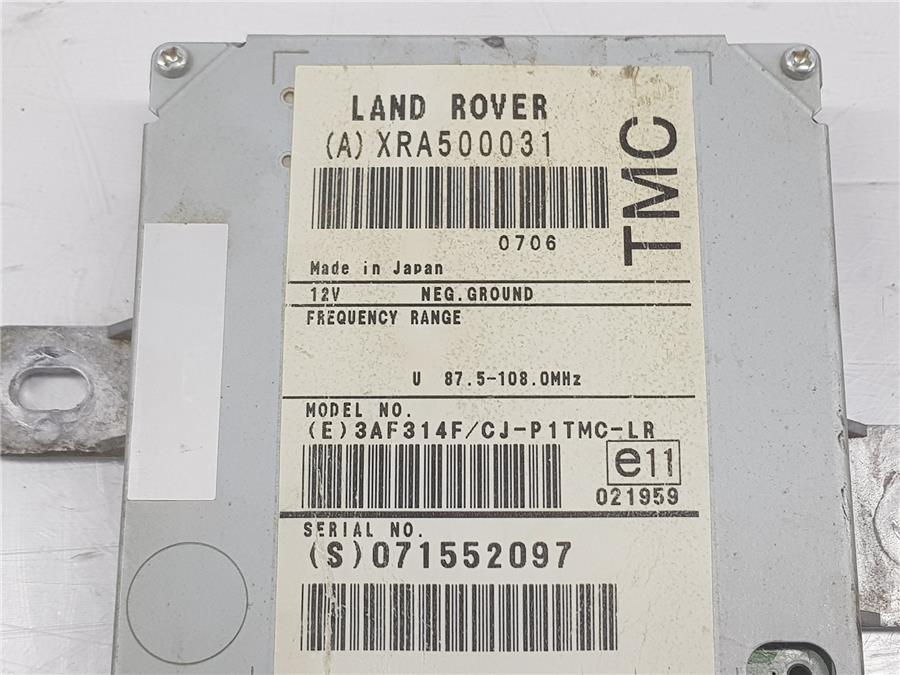 LAND ROVER
(A) XRA500031
TMC
0706
Made in Japan
12V NEG.GROUND
FREQUENCY RANGE
U 87.5-108.0MHz
MODEL NO.
(E)3AF314F/CJ-P1TMC-LR
e11
021959
SERIAL NO.
(S)071552097